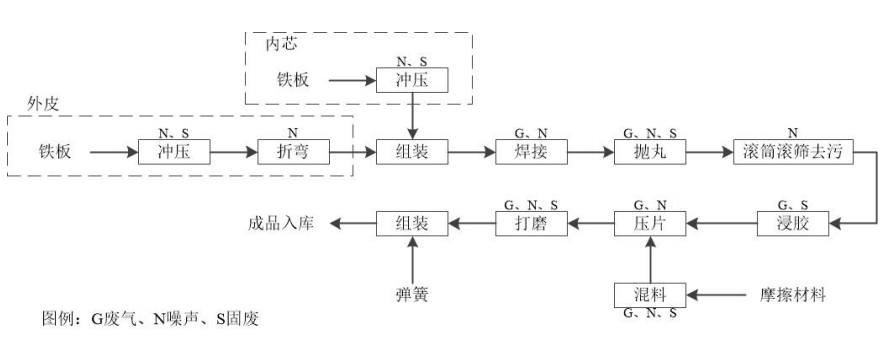 内芯
N、S
铁板
冲压
外皮
N、S
N
G、N
G、N、S
N
铁板
冲压
折弯
组装
焊接
抛丸
滚筒滚筛去污
G、N、S
G、N
G、S
成品入库
组装
打磨
压片
浸胶
弹簧
混料
摩擦材料
G、N、S
图例：G废气、N噪声、S固废